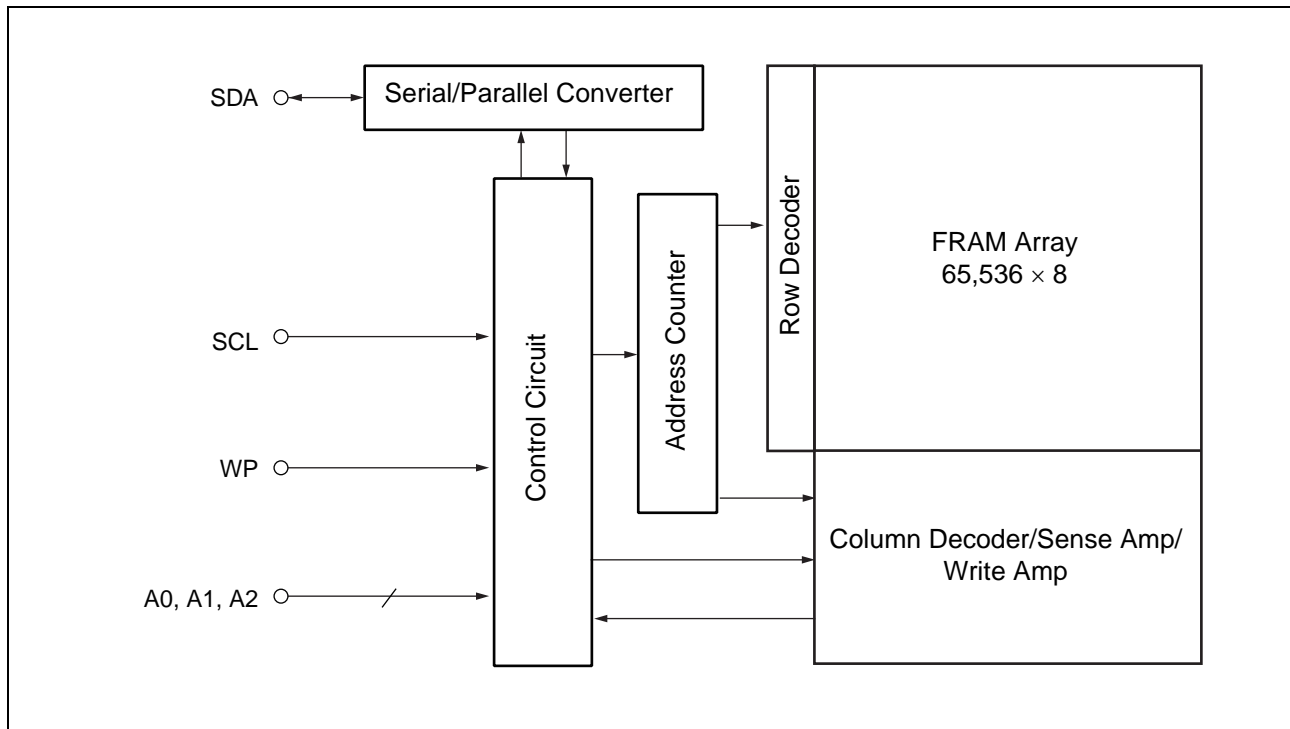 SDA
Serial/Parallel Converter
SCL
WP
A0, A1, A2
Control Circuit
Address Counter
Row Decoder
FRAM Array
65,536 × 8
Column Decoder/Sense Amp/
Write Amp